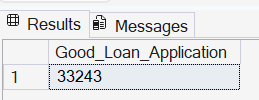 Results Messages
Good_Loan_Application
1 33243